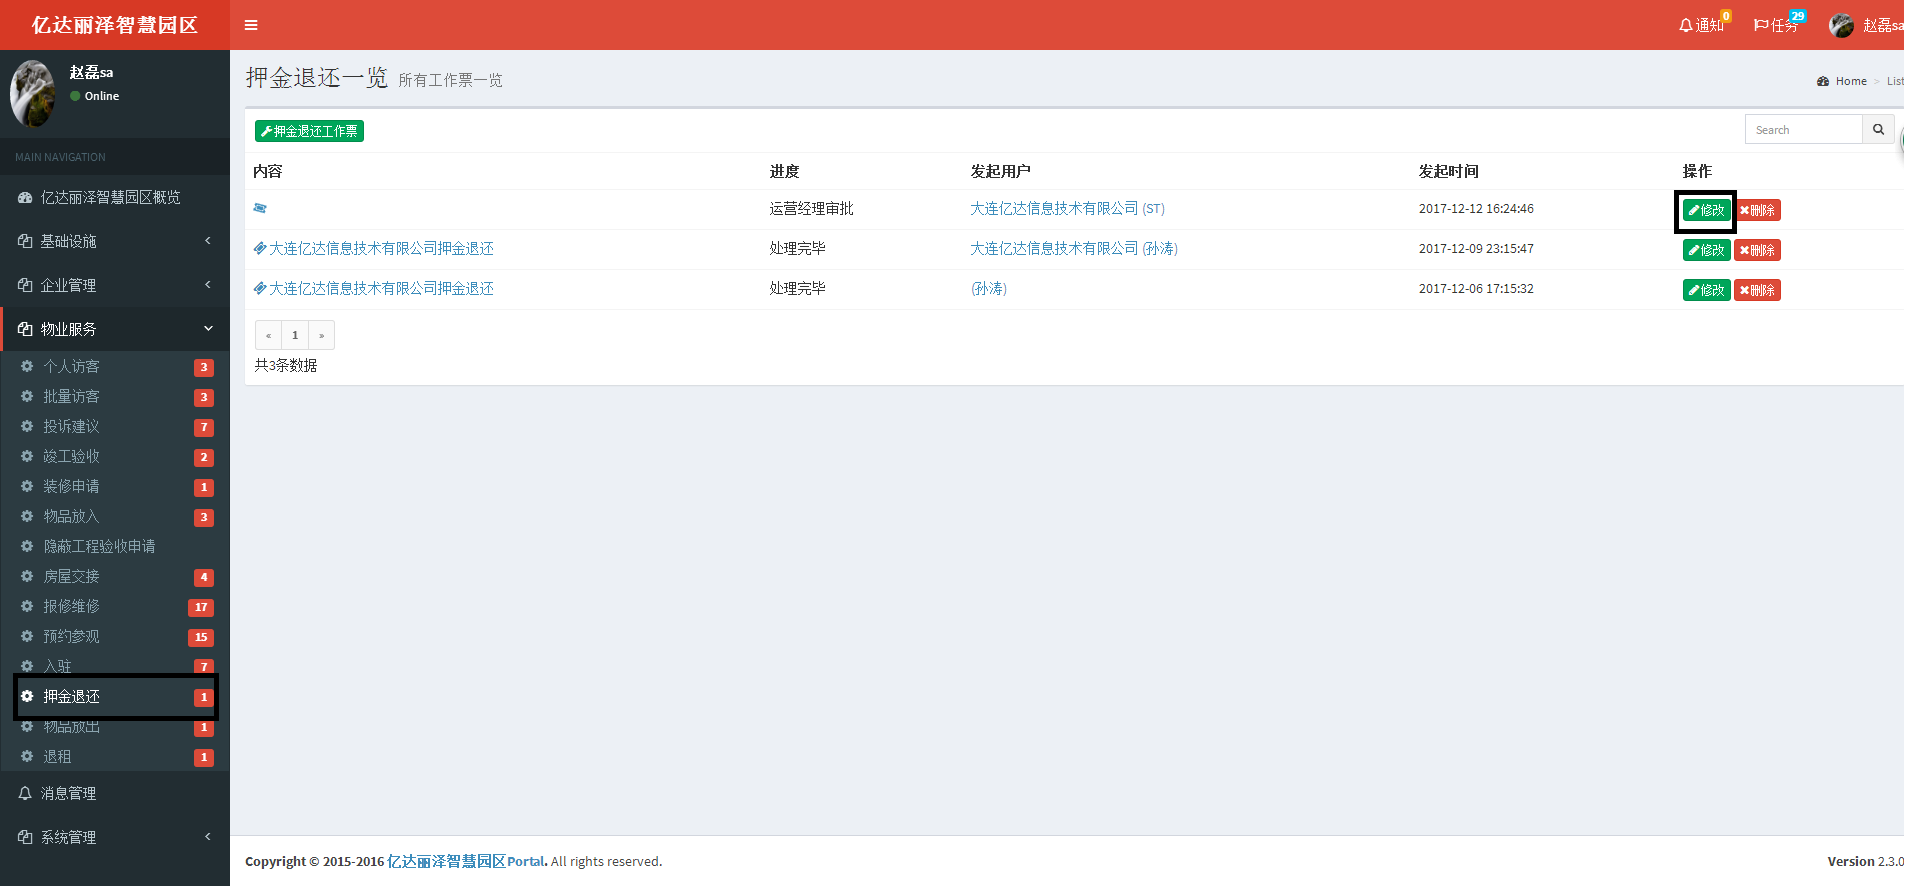 亿达丽泽智慧园区
通知
0
任务
29
赵磊sa
赵磊sa
Online
MAIN NAVIGATION
亿达丽泽智慧园区概览
基础设施
企业管理
物业服务
个人访客 3
批量访客 3
投诉建议 7
竣工验收 2
装修申请 1
物品放入 3
隐蔽工程验收申请
房屋交接 4
报修维修 17
预约参观 15
入驻 7
押金退还 1
物品放出 1
退租 1
消息管理
系统管理
押金退还一览 所有工作票一览
Home > List
押金退还工作票
Search
内容 进度 发起用户 发起时间 操作
运营经理审批 大连亿达信息技术有限公司 (ST) 2017-12-12 16:24:46 修改 删除
大连亿达信息技术有限公司押金退还 处理完毕 大连亿达信息技术有限公司 (孙涛) 2017-12-09 23:15:47 修改 删除
大连亿达信息技术有限公司押金退还 处理完毕 (孙涛) 2017-12-06 17:15:32 修改 删除
« 1 »
共3条数据
Copyright © 2015-2016 亿达丽泽智慧园区Portal. All rights reserved.
Version 2.3.0